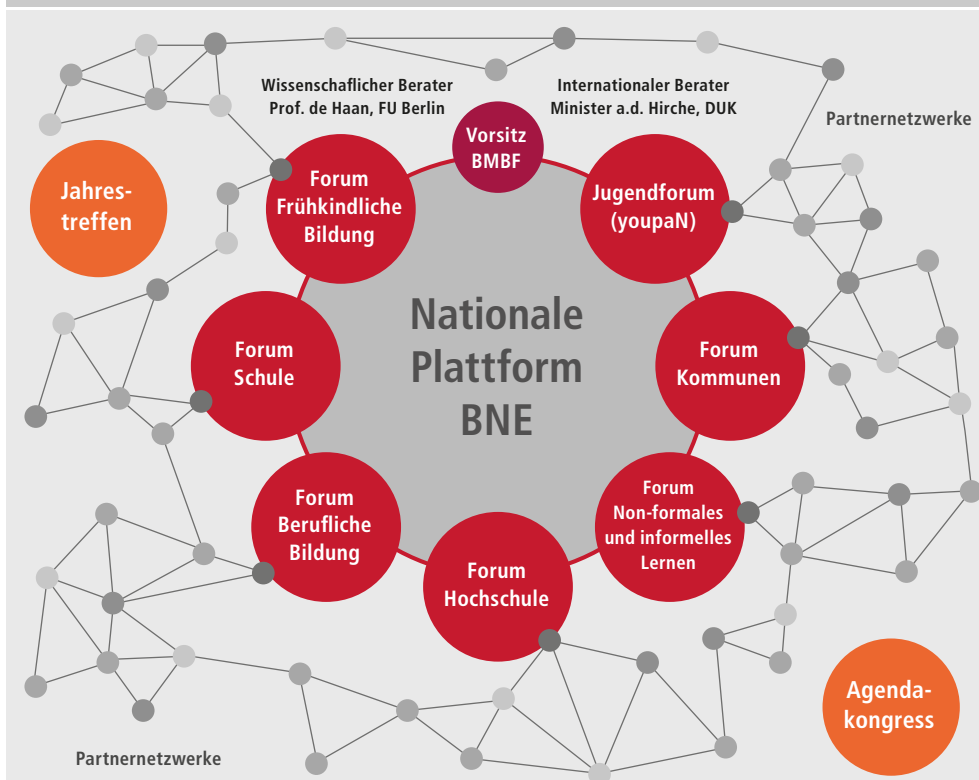 Wissenschaflicher Berater
Prof. de Haan, FU Berlin
Internationaler Berater
Minister a.d. Hirche, DUK
Partnernetzwerke
Vorsitz
BMBF
Jahres-
treffen
Forum
Frühkindliche
Bildung
Jugendforum
(youpaN)
Nationale
Plattform
BNE
Forum
Schule
Forum
Kommunen
Forum
Berufliche
Bildung
Forum
Non-formales
und informelles
Lernen
Forum
Hochschule
Agenda-
kongress
Partnernetzwerke